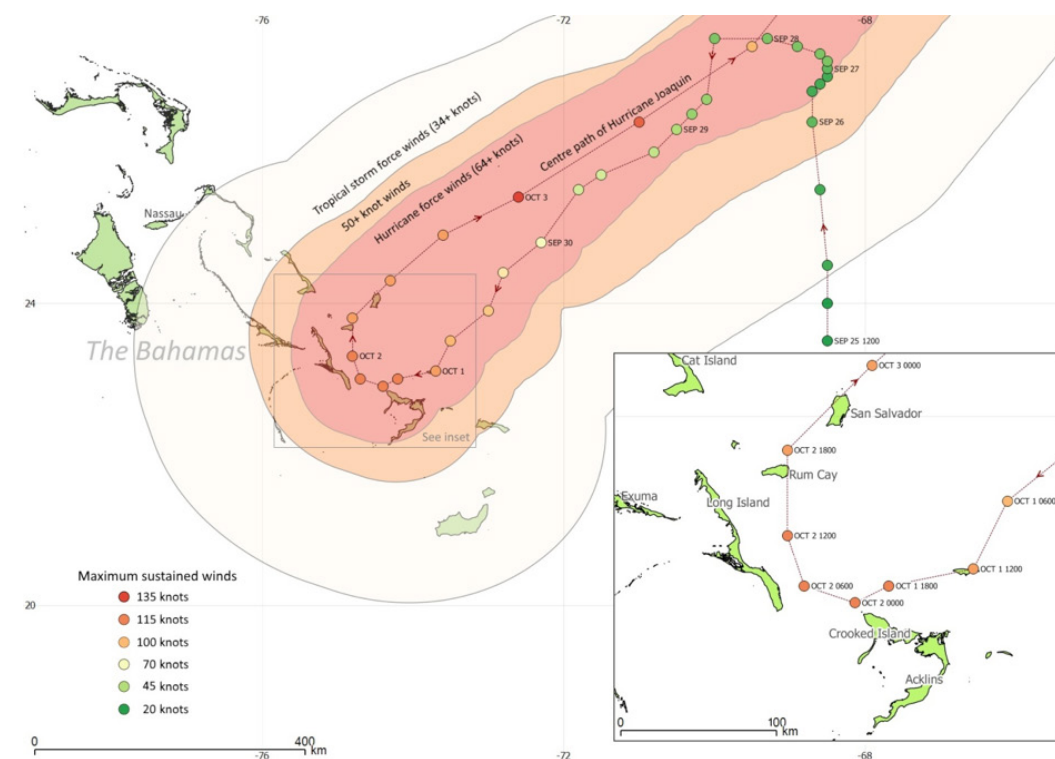 -76
-72
-68
SEP 28
SEP 27
SEP 26
SEP 29
Centre path of Hurricane Joaquin
Tropical storm force winds (34+ knots)
50+ knot winds
Hurricane force winds (64+ knots)
OCT 3
SEP 30
Nassau
24
24
The Bahamas
OCT 2
OCT 1
SEP 25 1200
See inset
Cat Island
OCT 3 0000
San Salvador
OCT 2 1800
Rum Cay
Exuma
Long Island
OCT 1 0600
OCT 2 1200
OCT 1 1200
OCT 2 0600
OCT 1 1800
OCT 2 0000
Crooked Island
Acklins
0
100
km
Maximum sustained winds
135 knots
115 knots
100 knots
70 knots
45 knots
20 knots
20
0
400
km
-76
-72
-68